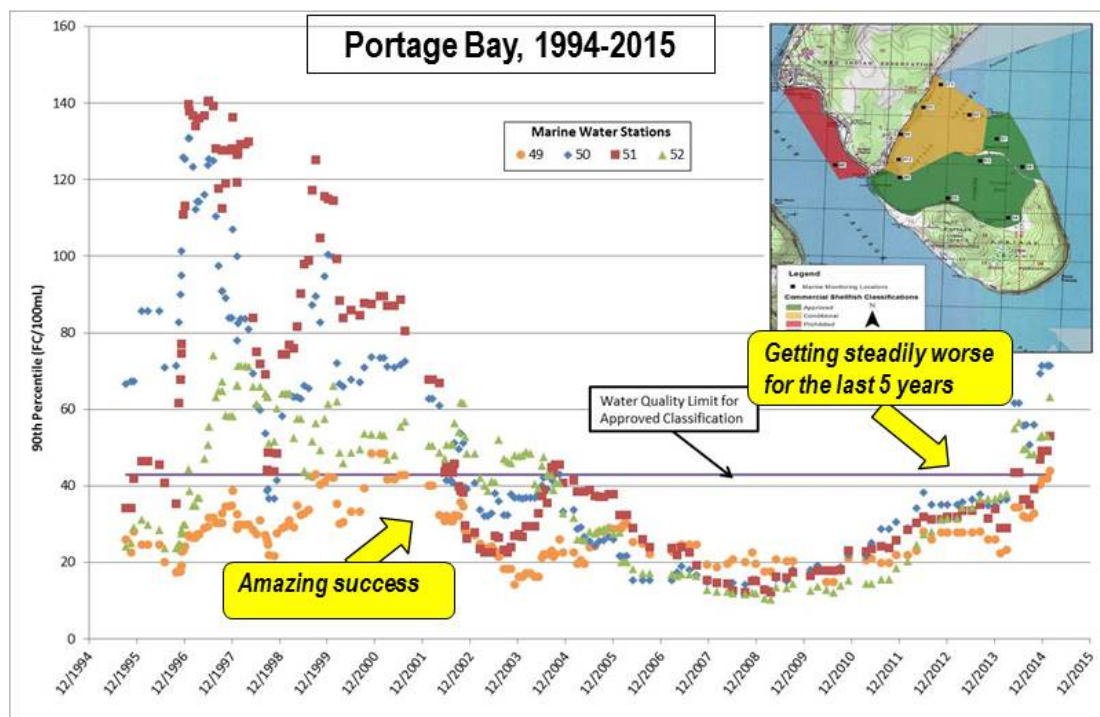 Portage Bay, 1994-2015
160
140
120
100
80
60
40
20
0
90th Percentile (FC/100mL)
Marine Water Stations
49 50 51 52
Legend
Marine Monitoring Locations
Commercial Shellfish Classifications
Approved
Conditional
Prohibited
N
Getting steadily worse
for the last 5 years
Water Quality Limit for
Approved Classification
Amazing success
12/1994
12/1995
12/1996
12/1997
12/1998
12/1999
12/2000
12/2001
12/2002
12/2003
12/2004
12/2005
12/2006
12/2007
12/2008
12/2009
12/2010
12/2011
12/2012
12/2013
12/2014
12/2015